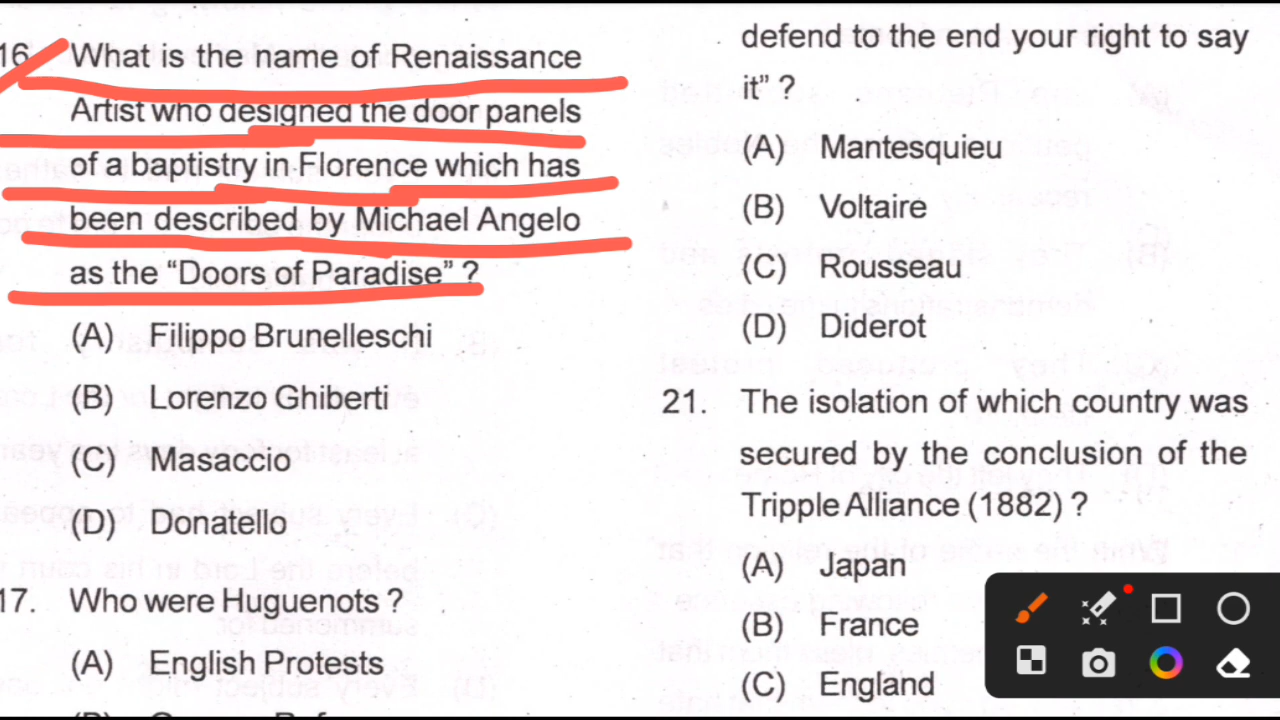 16. What is the name of Renaissance
Artist who designed the door panels
of a baptistry in Florence which has
been described by Michael Angelo
as the “Doors of Paradise” ?
(A) Filippo Brunelleschi
(B) Lorenzo Ghiberti
(C) Masaccio
(D) Donatello
17. Who were Huguenots ?
(A) English Protests
defend to the end your right to say
it” ?
(A) Mantesquieu
(B) Voltaire
(C) Rousseau
(D) Diderot
21. The isolation of which country was
secured by the conclusion of the
Tripple Alliance (1882) ?
(A) Japan
(B) France
(C) England